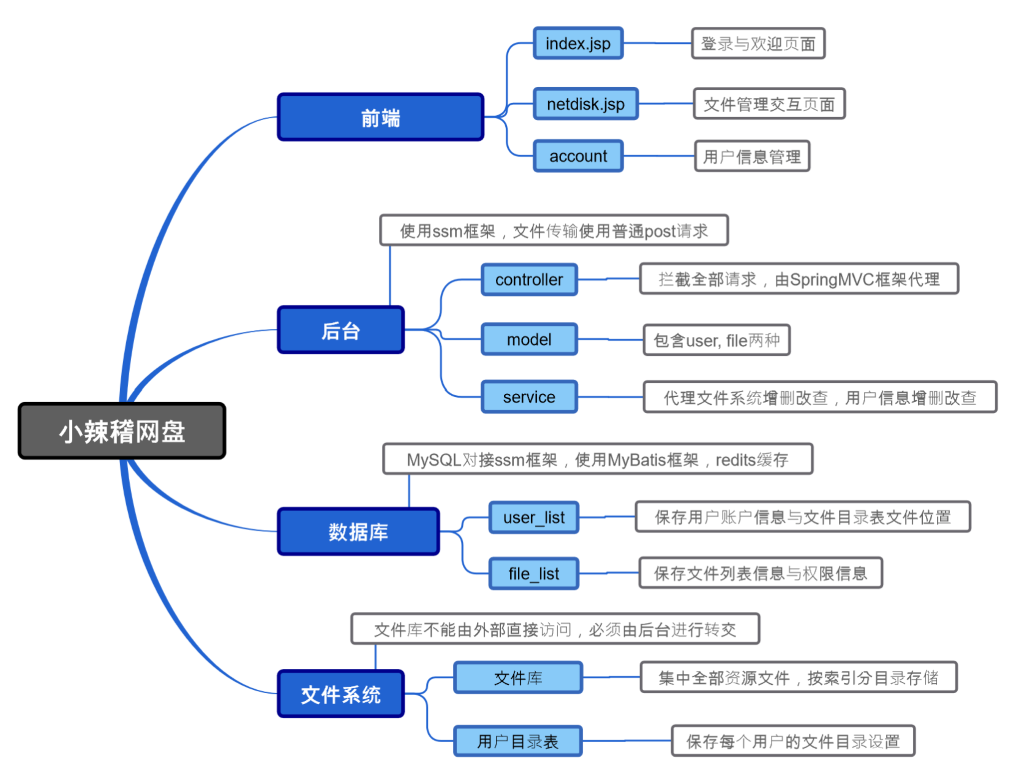 小辣稽网盘
前端
index.jsp
登录与欢迎页面
netdisk.jsp
文件管理交互页面
account
用户信息管理
使用ssm框架，文件传输使用普通post请求
后台
controller
拦截全部请求，由SpringMVC框架代理
model
包含user, file两种
service
代理文件系统增删改查，用户信息增删改查
MySQL对接ssm框架，使用MyBatis框架，redits缓存
数据库
user_list
保存用户账户信息与文件目录表文件位置
file_list
保存文件列表信息与权限信息
文件库不能由外部直接访问，必须由后台进行转交
文件系统
文件库
集中全部资源文件，按索引分目录存储
用户目录表
保存每个用户的文件目录设置